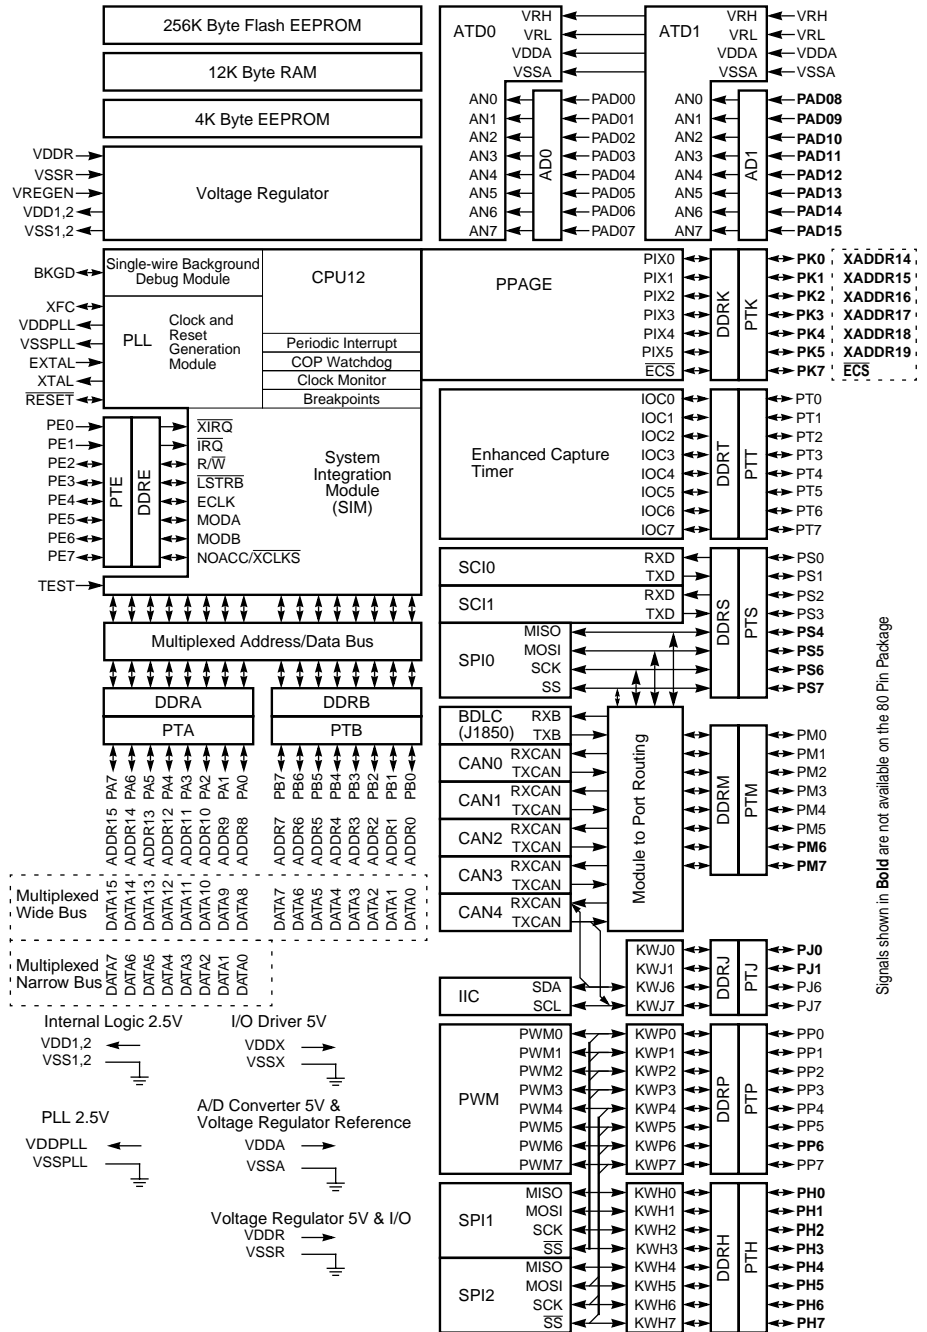 256K Byte Flash EEPROM
12K Byte RAM
4K Byte EEPROM
VDDR
VSSR
VREGEN
VDD1,2
VSS1,2
Voltage Regulator
ATD0
VRH
VRL
VDDA
VSSA
AN0
AN1
AN2
AN3
AN4
AN5
AN6
AN7
AD0
PAD00
PAD01
PAD02
PAD03
PAD04
PAD05
PAD06
PAD07
ATD1
VRH
VRL
VDDA
VSSA
AN0
AN1
AN2
AN3
AN4
AN5
AN6
AN7
AD1
VRH
VRL
VDDA
VSSA
PAD08
PAD09
PAD10
PAD11
PAD12
PAD13
PAD14
PAD15
BKGD
XFC
VDDPLL
VSSPLL
EXTAL
XTAL
RESET
Single-wire Background
Debug Module
CPU12
PLL
Clock and
Reset
Generation
Module
Periodic Interrupt
COP Watchdog
Clock Monitor
Breakpoints
PPAGE
PIX0
PIX1
PIX2
PIX3
PIX4
PIX5
ECS
DDRK
PTK
PK0 XADDR14
PK1 XADDR15
PK2 XADDR16
PK3 XADDR17
PK4 XADDR18
PK5 XADDR19
PK7 ECS
PE0
PE1
PE2
PE3
PE4
PE5
PE6
PE7
TEST
PTE
DDRE
XIRQ
IRQ
R/W
LSTRB
ECLK
MODA
MODB
NOACC/XCLKS
System
Integration
Module
(SIM)
Enhanced Capture
Timer
IOC0
IOC1
IOC2
IOC3
IOC4
IOC5
IOC6
IOC7
DDRT
PTT
PT0
PT1
PT2
PT3
PT4
PT5
PT6
PT7
SCI0
RXD
TXD
SCI1
RXD
TXD
SPI0
MISO
MOSI
SCK
SS
DDRS
PTS
PS0
PS1
PS2
PS3
PS4
PS5
PS6
PS7
Multiplexed Address/Data Bus
DDRA
PTA
DDRB
PTB
PA7
PA6
PA5
PA4
PA3
PA2
PA1
PA0
PB7
PB6
PB5
PB4
PB3
PB2
PB1
PB0
ADDR15
ADDR14
ADDR13
ADDR12
ADDR11
ADDR10
ADDR9
ADDR8
ADDR7
ADDR6
ADDR5
ADDR4
ADDR3
ADDR2
ADDR1
ADDR0
Multiplexed
Wide Bus
DATA15
DATA14
DATA13
DATA12
DATA11
DATA10
DATA9
DATA8
DATA7
DATA6
DATA5
DATA4
DATA3
DATA2
DATA1
DATA0
Multiplexed
Narrow Bus
DATA7
DATA6
DATA5
DATA4
DATA3
DATA2
DATA1
DATA0
BDLC
(J1850)
RXB
TXB
CAN0
RXCAN
TXCAN
CAN1
RXCAN
TXCAN
CAN2
RXCAN
TXCAN
CAN3
RXCAN
TXCAN
CAN4
RXCAN
TXCAN
Module to Port Routing
DDRM
PTM
PM0
PM1
PM2
PM3
PM4
PM5
PM6
PM7
IIC
SDA
SCL
KWJ0
KWJ1
KWJ6
KWJ7
DDRJ
PTJ
PJ0
PJ1
PJ6
PJ7
PWM
PWM0
PWM1
PWM2
PWM3
PWM4
PWM5
PWM6
PWM7
KWP0
KWP1
KWP2
KWP3
KWP4
KWP5
KWP6
KWP7
DDRP
PTP
PP0
PP1
PP2
PP3
PP4
PP5
PP6
PP7
SPI1
MISO
MOSI
SCK
SS
SPI2
MISO
MOSI
SCK
SS
KWH0
KWH1
KWH2
KWH3
KWH4
KWH5
KWH6
KWH7
DDRH
PTH
PH0
PH1
PH2
PH3
PH4
PH5
PH6
PH7
Internal Logic 2.5V
VDD1,2
VSS1,2
I/O Driver 5V
VDDX
VSSX
PLL 2.5V
VDDPLL
VSSPLL
A/D Converter 5V &
Voltage Regulator Reference
VDDA
VSSA
Voltage Regulator 5V & I/O
VDDR
VSSR
Signals shown in Bold are not available on the 80 Pin Package